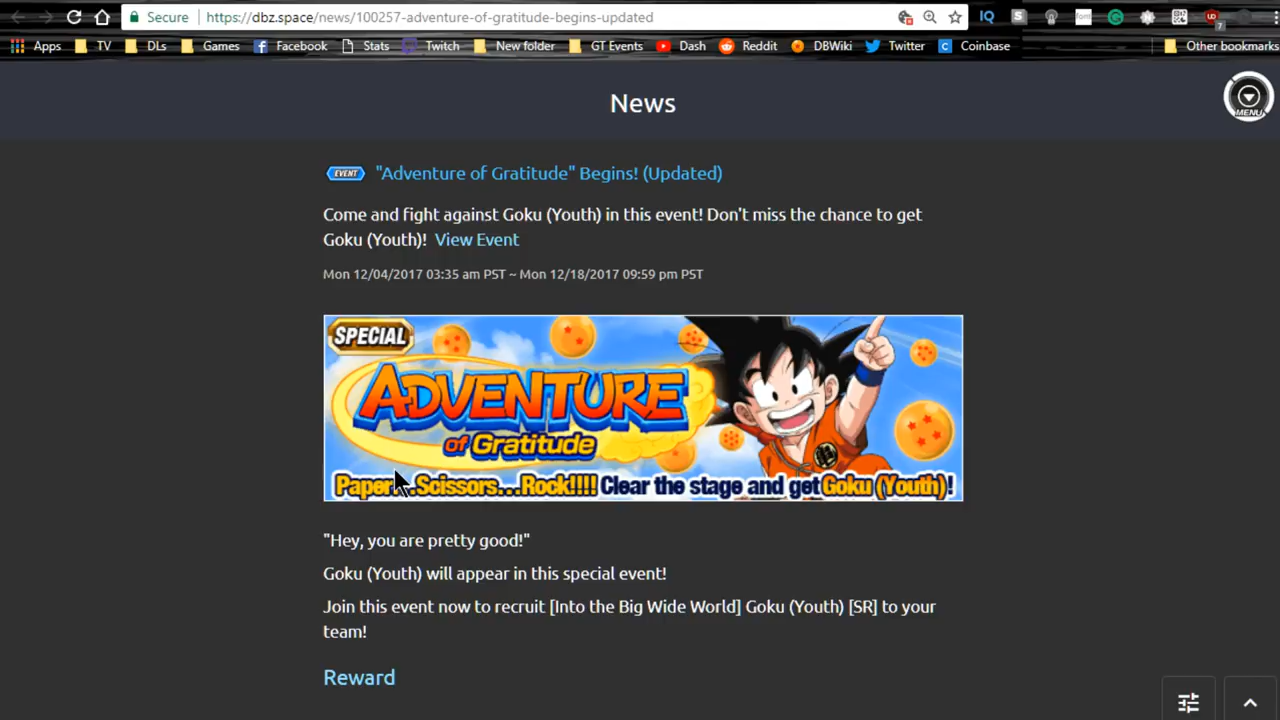 Secure https://dbz.space/news/100257-adventure-of-gratitude-begins-updated IQ S font UD 7
Apps TV DLs Games Facebook Stats Twitch New folder GT Events Dash Reddit DBWiki Twitter Coinbase Other bookmarks
News
MENU
EVENT "Adventure of Gratitude" Begins! (Updated)
Come and fight against Goku (Youth) in this event! Don't miss the chance to get
Goku (Youth)! View Event
Mon 12/04/2017 03:35 am PST ~ Mon 12/18/2017 09:59 pm PST
SPECIAL
ADVENTURE
of Gratitude
Paper...Scissors...Rock!!!! Clear the stage and get Goku (Youth)!
"Hey, you are pretty good!"
Goku (Youth) will appear in this special event!
Join this event now to recruit [Into the Big Wide World] Goku (Youth) [SR] to your
team!
Reward